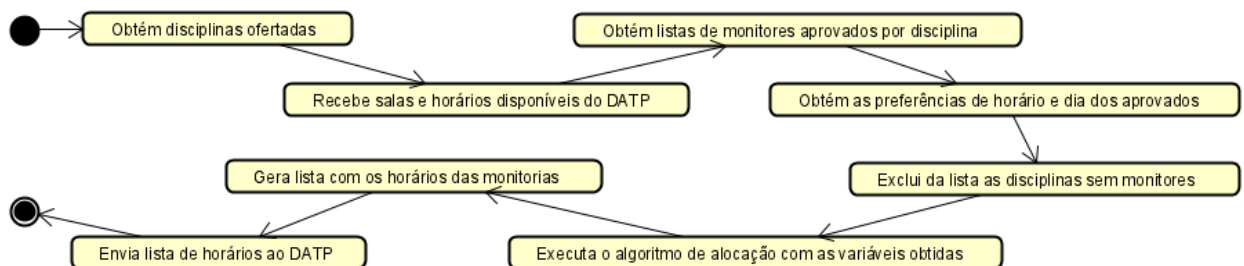 Obtém disciplinas ofertadas
Recebe salas e horários disponíveis do DATP
Obtém listas de monitores aprovados por disciplina
Obtém as preferências de horário e dia dos aprovados
Exclui da lista as disciplinas sem monitores
Executa o algoritmo de alocação com as variáveis obtidas
Gera lista com os horários das monitorias
Envia lista de horários ao DATP